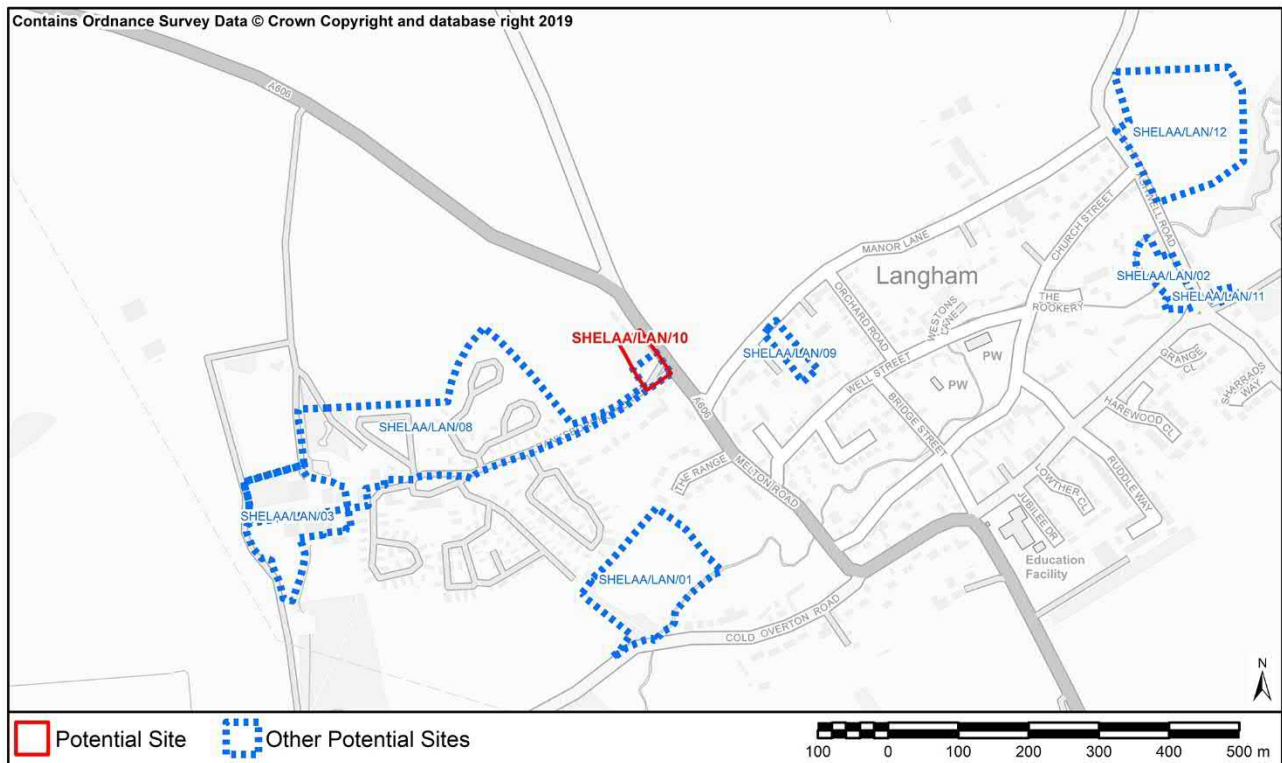 Contains Ordnance Survey Data © Crown Copyright and database right 2019
A606
SHELAA/LAN/12
MANOR LANE
CHURCH STREET
Langham
SHELAA/LAN/02
SHELAA/LAN/11
ORCHARD ROAD
WESTONS
LANE
THE
ROOKERY
SHELAA/LAN/10
SHELAA/LAN/09
WELL STREET
PW
PW
GRANGE
CL
SHARRADS
WAY
A606
BRIDGE STREET
HAREWOOD CL
SHELAA/LAN/08
THE RANGE
MELTON ROAD
LOWTHER CL
RUDDLE WAY
JUBILEE DR
SHELAA/LAN/03
Education
Facility
SHELAA/LAN/01
COLD OVERTON ROAD
N
Potential Site
Other Potential Sites
100 0 100 200 300 400 500 m